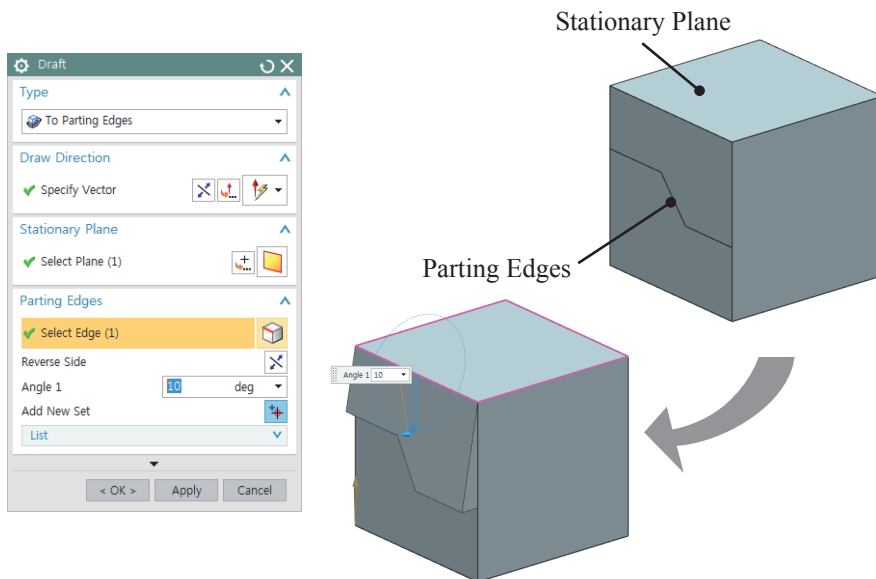 Stationary Plane
Draft
Type
To Parting Edges
Draw Direction
Specify Vector
Stationary Plane
Select Plane (1)
Parting Edges
Parting Edges
Select Edge (1)
Reverse Side
Angle 1 10 deg
Add New Set
List
< OK > Apply Cancel
Angle 1 10